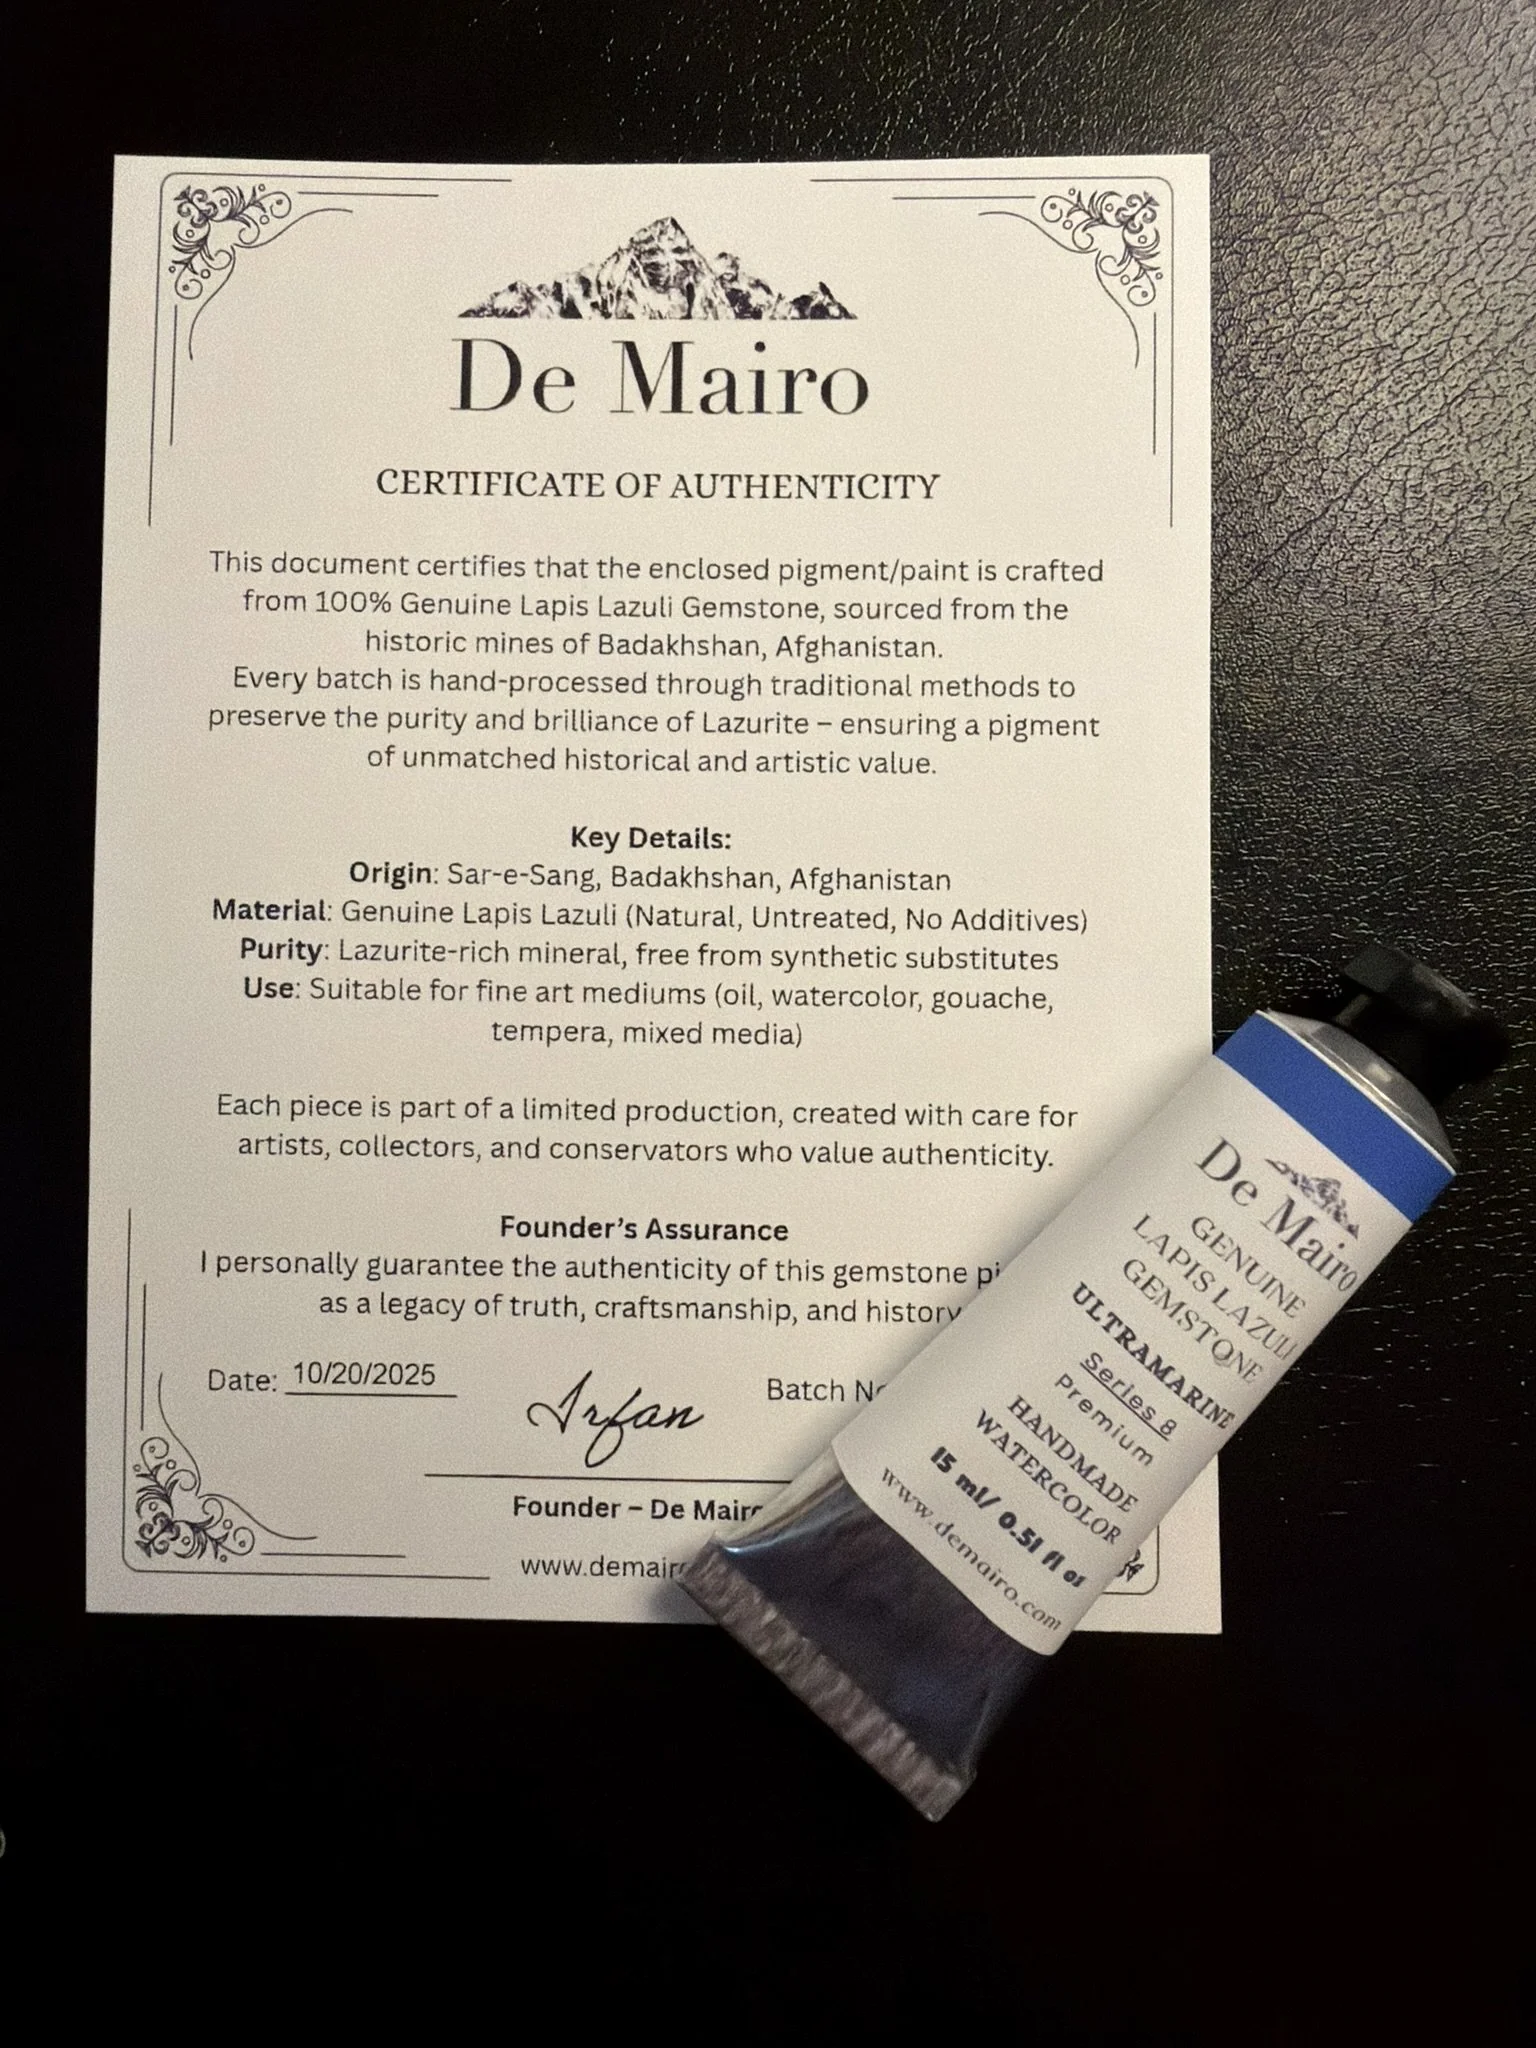 De Mairo
CERTIFICATE OF AUTHENTICITY
This document certifies that the enclosed pigment/paint is crafted
from 100% Genuine Lapis Lazuli Gemstone, sourced from the
historic mines of Badakhshan, Afghanistan.
Every batch is hand-processed through traditional methods to
preserve the purity and brilliance of Lazurite – ensuring a pigment
of unmatched historical and artistic value.
Key Details:
Origin: Sar-e-Sang, Badakhshan, Afghanistan
Material: Genuine Lapis Lazuli (Natural, Untreated, No Additives)
Purity: Lazurite-rich mineral, free from synthetic substitutes
Use: Suitable for fine art mediums (oil, watercolor, gouache,
tempera, mixed media)
Each piece is part of a limited production, created with care for
artists, collectors, and conservators who value authenticity.
Founder's Assurance
I personally guarantee the authenticity of this gemstone
as a legacy of truth, craftsmanship, and history
Date: 10/20/2025
Irfan
Batch
Founder – De
De Mairo
GENUINE
LAPIS LAZULI
GEMSTONE
ULTRAMARINE
Series 8
Premium
HANDMADE
WATERCOLOR
15 ml/ 0.51 fl oz
www.demairo.com